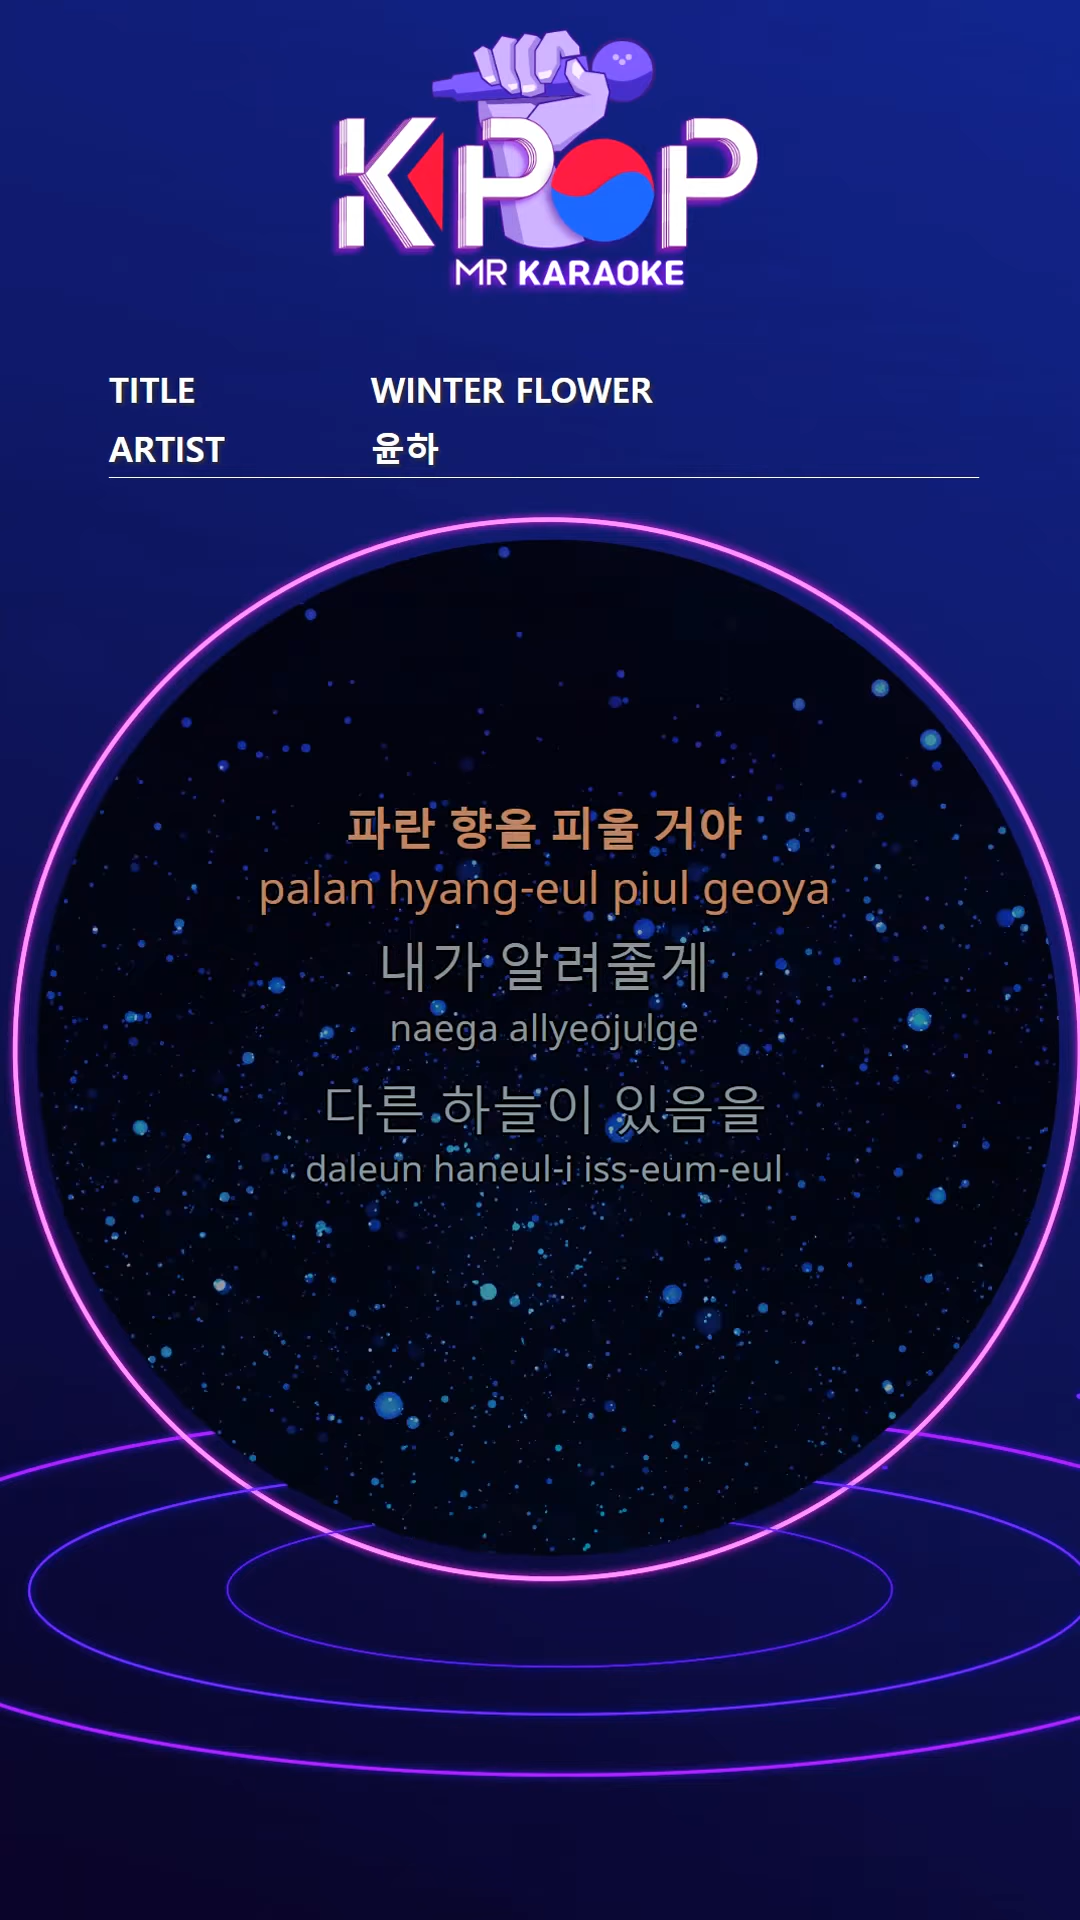 KPOP
MR KARAOKE
TITLE WINTER FLOWER
ARTIST 윤하
파란 향을 피울 거야
palan hyang-eul piul geoya
내가 알려줄게
naega allyeojulge
다른 하늘이 있음을
daleun haneul-i iss-eum-eul